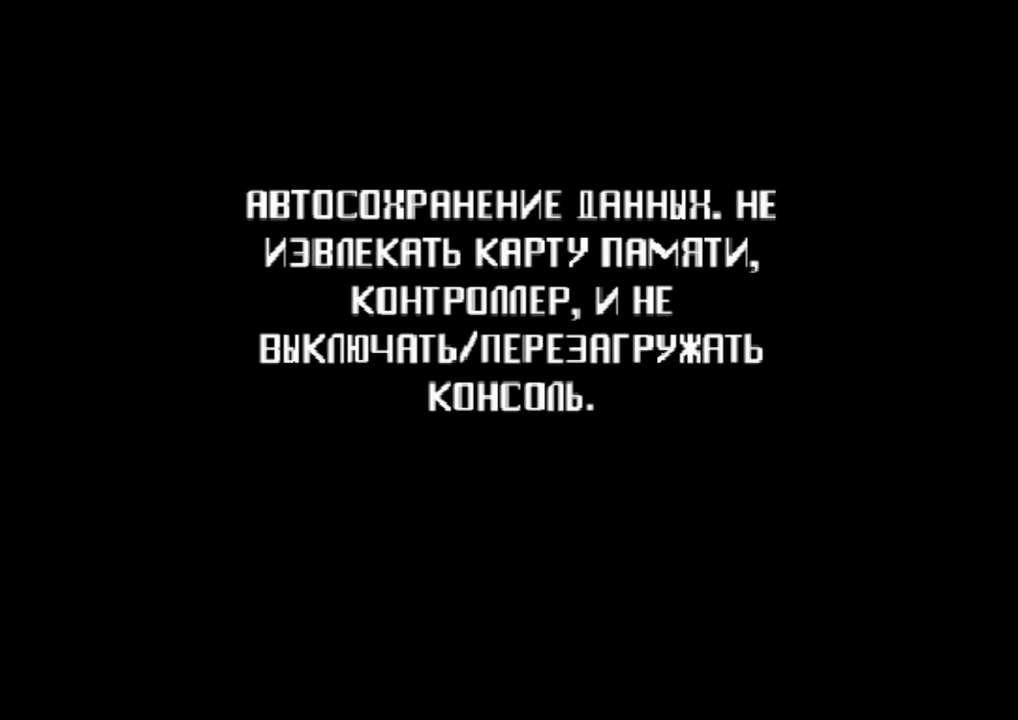 АВТОСОХРАНЕНИЕ ДАННЫХ. НЕ
ИЗВЛЕКАТЬ КАРТУ ПАМЯТИ,
КОНТРОЛЛЕР, И НЕ
ВЫКЛЮЧАТЬ/ПЕРЕЗАГРУЖАТЬ
КОНСОЛЬ.